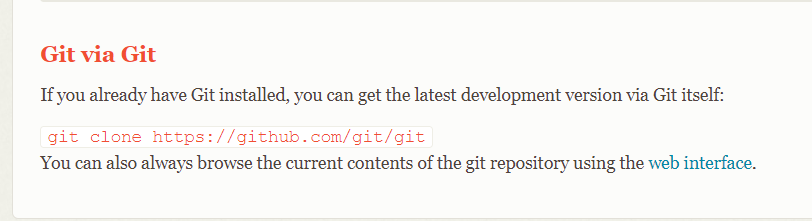 Git via Git
If you already have Git installed, you can get the latest development version via Git itself:
git clone https://github.com/git/git
You can also always browse the current contents of the git repository using the web interface.